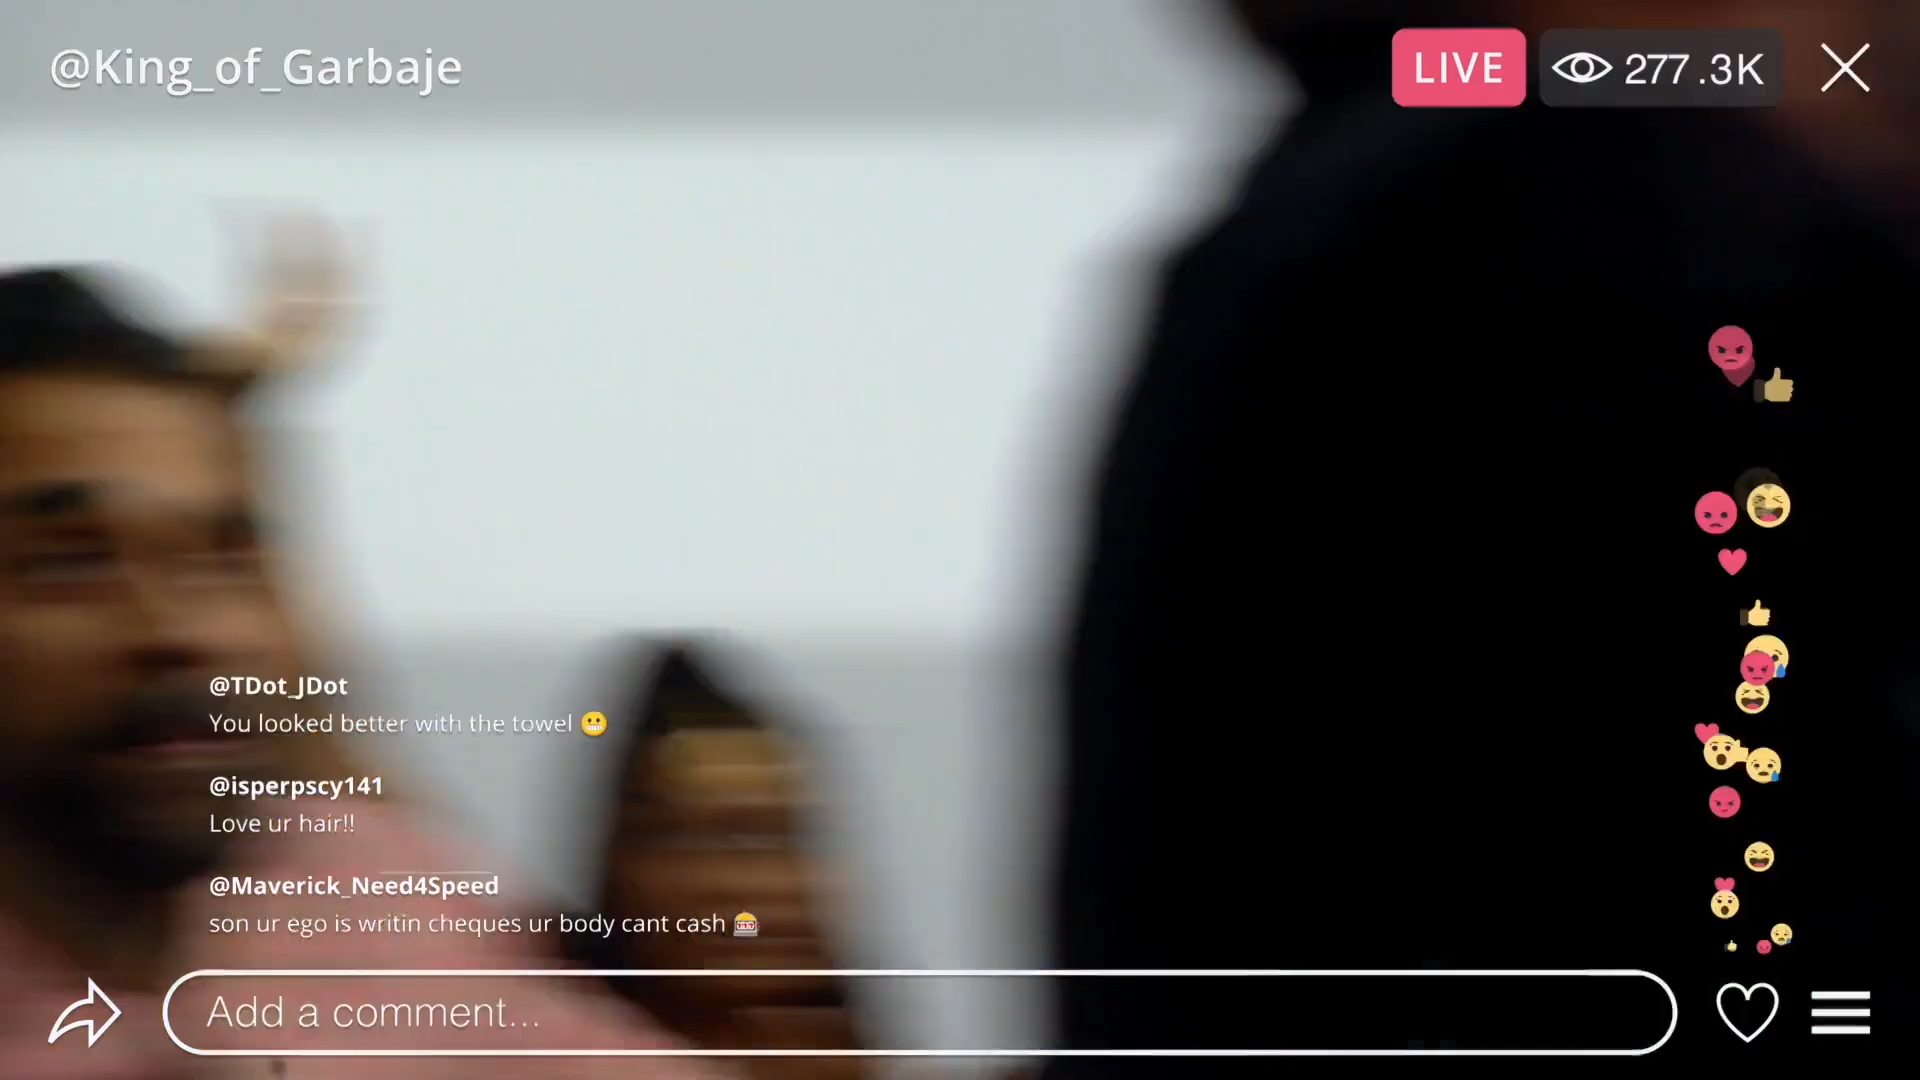 @King_of_Garbaje
LIVE
277.3K
@TDot_JDot
You looked better with the towel 😬
@isperpscy141
Love ur hair!!
@Maverick_Need4Speed
son ur ego is writin cheques ur body cant cash 🎰
Add a comment...